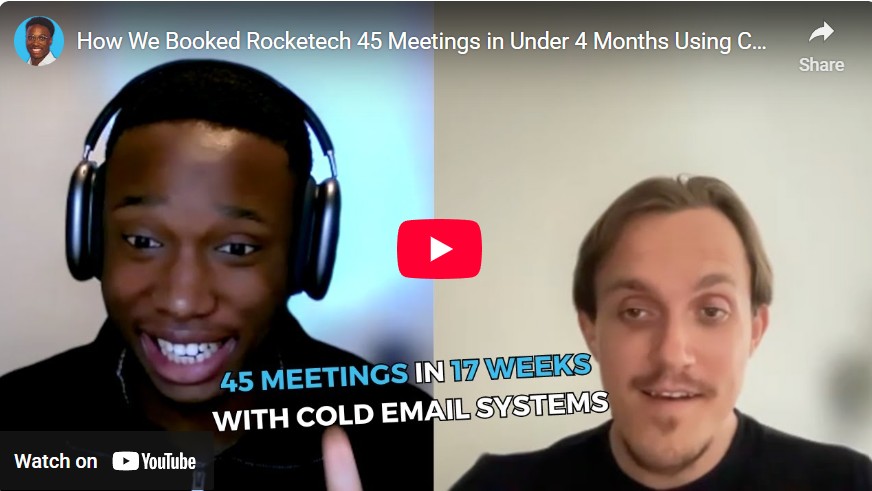 How We Booked Rocketech 45 Meetings in Under 4 Months Using C...
Share
45 MEETINGS IN 17 WEEKS
WITH COLD EMAIL SYSTEMS
Watch on YouTube